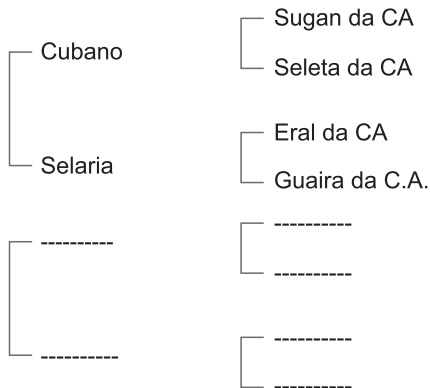 Sugan da CA
Cubano
Seleta da CA
Eral da CA
Selaria
Guaira da C.A.
----------
----------
----------
----------
----------
----------